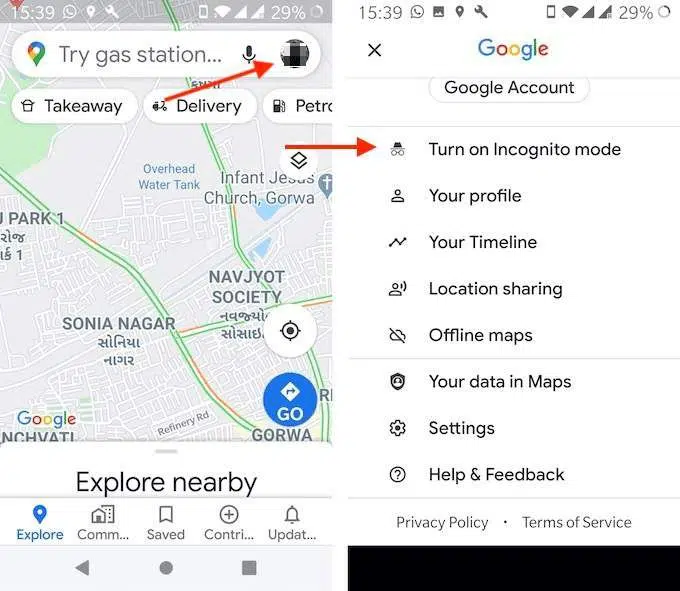 15:39
29%
Try gas station...
Takeaway
Delivery
Petro
Overhead
Water Tank
Infant Jesus
Church, Gorwa
J PARK 1
NAVJYOT
SOCIETY
નવજ્યોત
સોસાઇ
SONIA NAGAR
સોનિયા
નાગર
GO
Google
Refinery Rd
NCHVATI
GORWA
Explore nearby
Explore
Comm...
Saved
Contri...
Updat...
15:39
29%
Google
Google Account
Turn on Incognito mode
Your profile
Your Timeline
Location sharing
Offline maps
Your data in Maps
Settings
Help & Feedback
Privacy Policy • Terms of Service